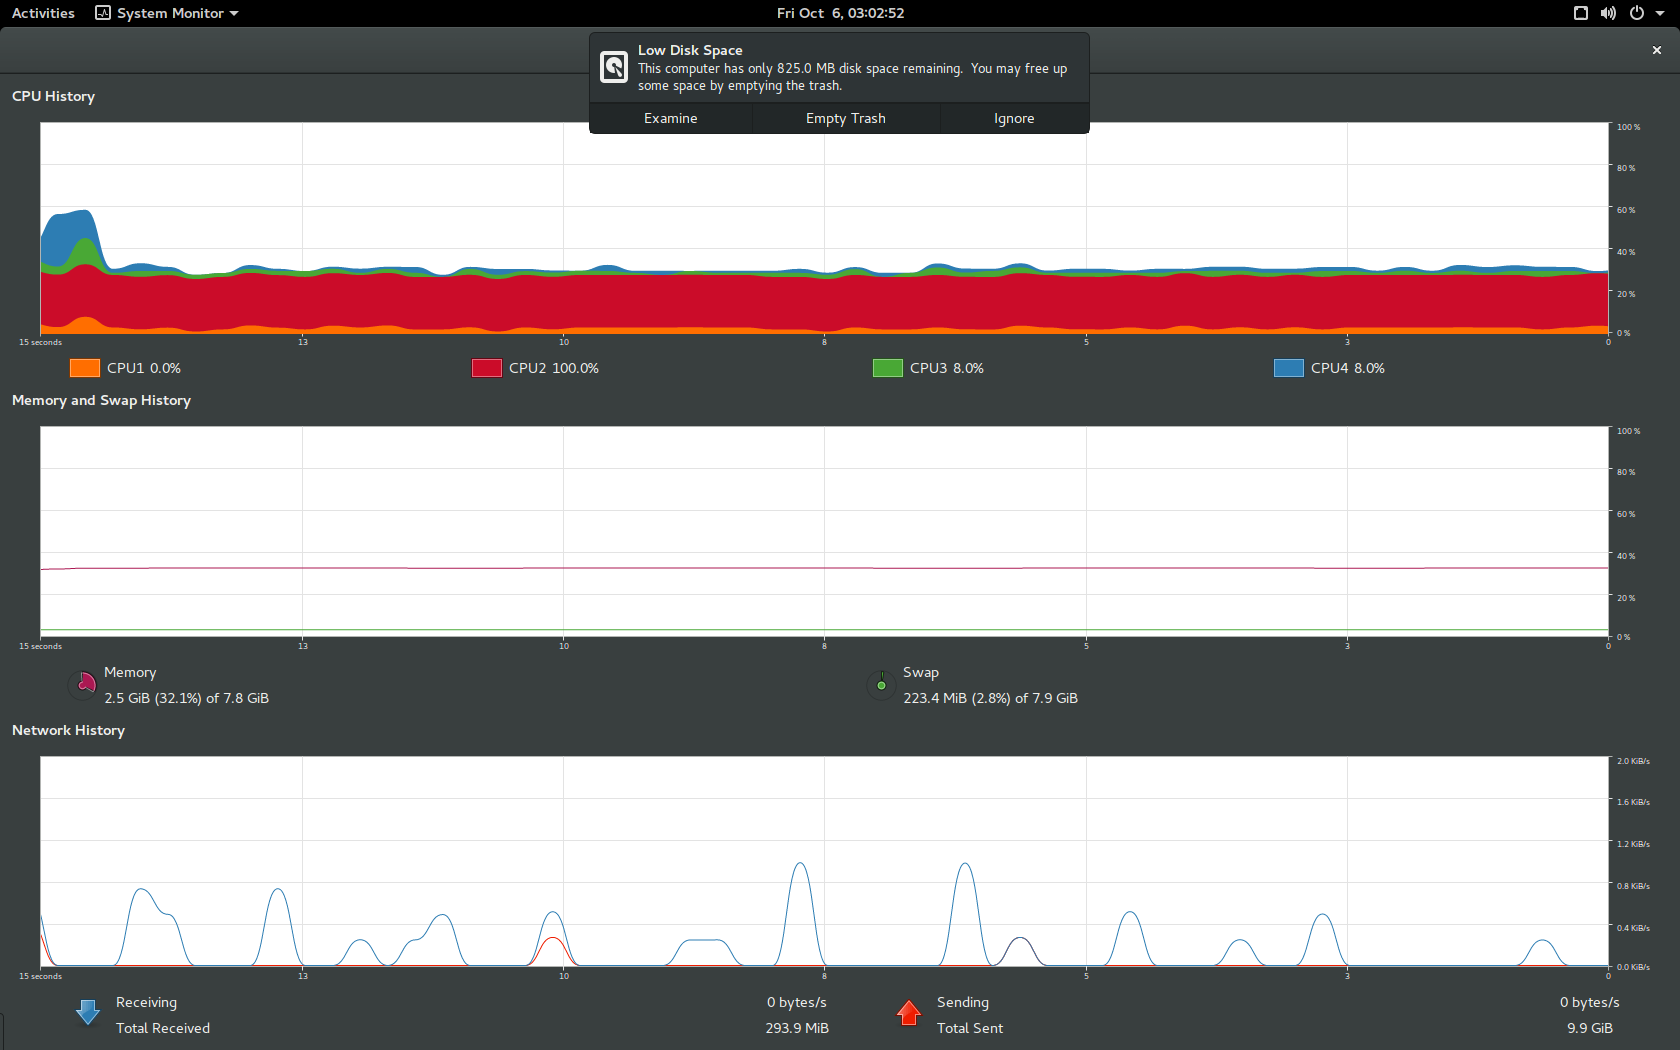 Activities System Monitor Fri Oct 6, 03:02:52
Low Disk Space
This computer has only 825.0 MB disk space remaining. You may free up
some space by emptying the trash.
Examine Empty Trash Ignore
CPU History
100 %
80 %
60 %
40 %
20 %
0 %
15 seconds 13 10 8 5 3 0
CPU1 0.0% CPU2 100.0% CPU3 8.0% CPU4 8.0%
Memory and Swap History
100 %
80 %
60 %
40 %
20 %
0 %
15 seconds 13 10 8 5 3 0
Memory Swap
2.5 GiB (32.1%) of 7.8 GiB 223.4 MiB (2.8%) of 7.9 GiB
Network History
2.0 KiB/s
1.6 KiB/s
1.2 KiB/s
0.8 KiB/s
0.4 KiB/s
0.0 KiB/s
15 seconds 13 10 8 5 3 0
Receiving 0 bytes/s Sending 0 bytes/s
Total Received 293.9 MiB Total Sent 9.9 GiB